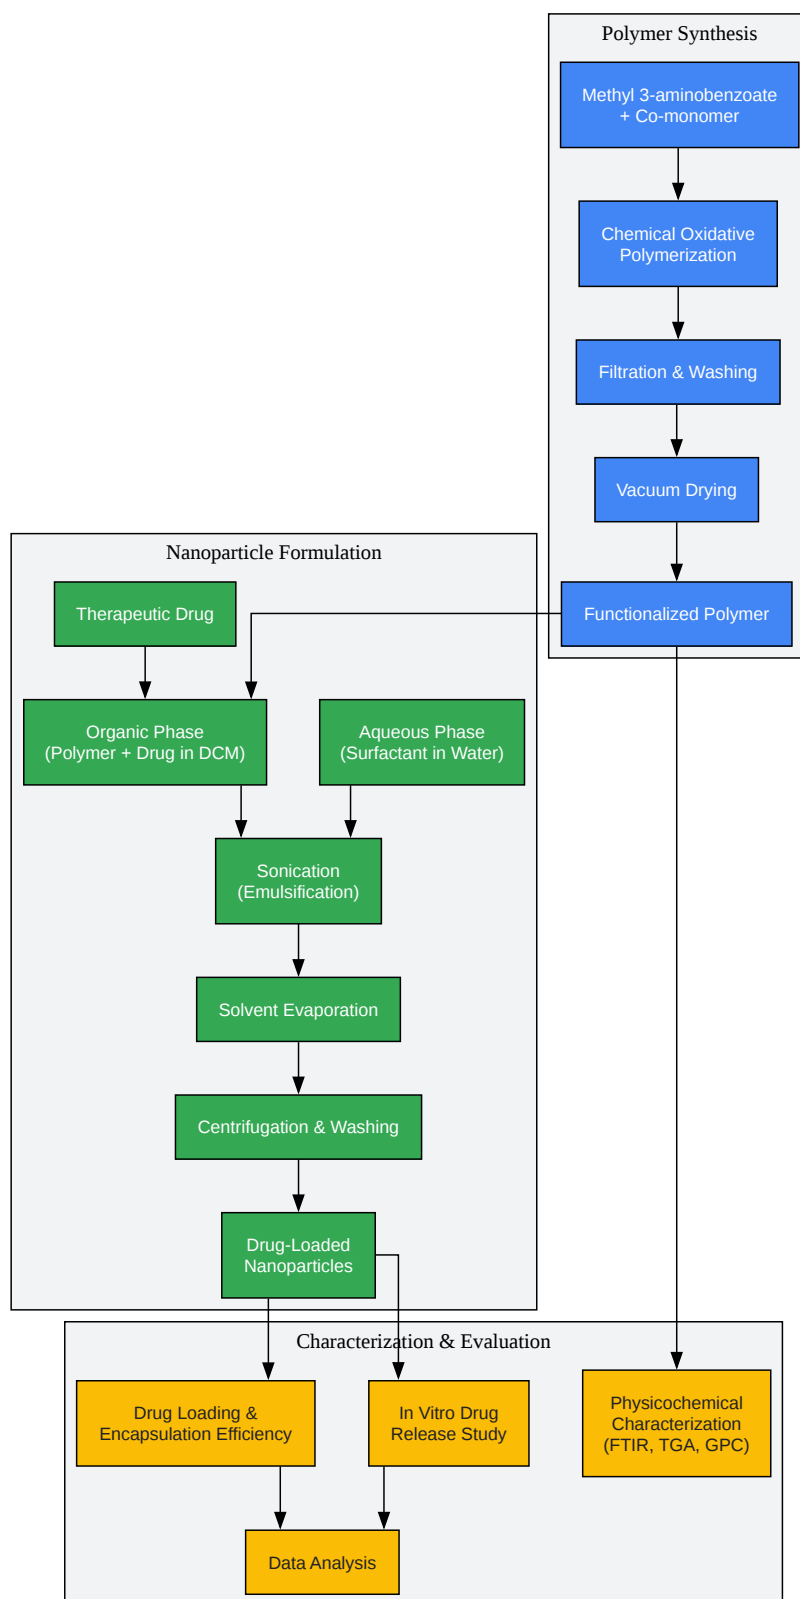 Polymer Synthesis
Methyl 3-aminobenzoate
+ Co-monomer
Chemical Oxidative
Polymerization
Filtration & Washing
Vacuum Drying
Functionalized Polymer
Nanoparticle Formulation
Therapeutic Drug
Organic Phase
(Polymer + Drug in DCM)
Aqueous Phase
(Surfactant in Water)
Sonication
(Emulsification)
Solvent Evaporation
Centrifugation & Washing
Drug-Loaded
Nanoparticles
Characterization & Evaluation
Drug Loading &
Encapsulation Efficiency
In Vitro Drug
Release Study
Physicochemical
Characterization
(FTIR, TGA, GPC)
Data Analysis